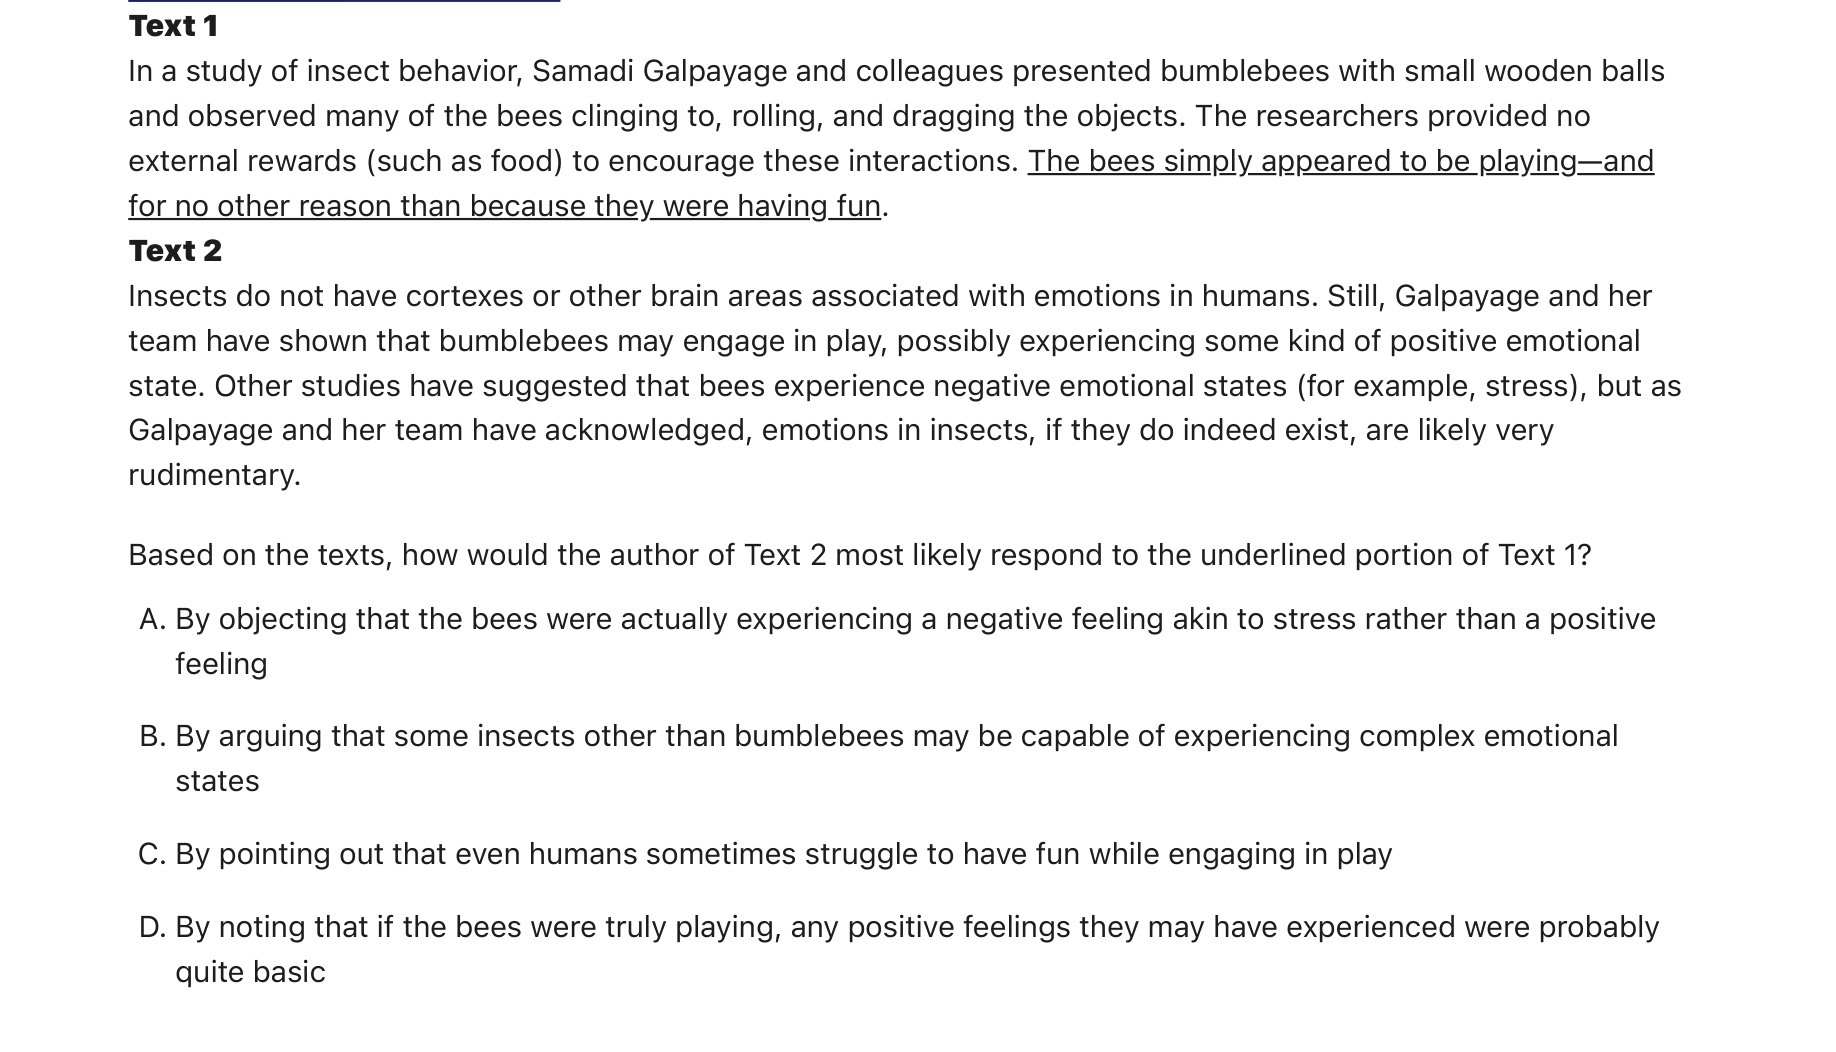 Text 1
In a study of insect behavior, Samadi Galpayage and colleagues presented bumblebees with small wooden balls
and observed many of the bees clinging to, rolling, and dragging the objects. The researchers provided no
external rewards (such as food) to encourage these interactions. The bees simply appeared to be playing—and
for no other reason than because they were having fun.
Text 2
Insects do not have cortexes or other brain areas associated with emotions in humans. Still, Galpayage and her
team have shown that bumblebees may engage in play, possibly experiencing some kind of positive emotional
state. Other studies have suggested that bees experience negative emotional states (for example, stress), but as
Galpayage and her team have acknowledged, emotions in insects, if they do indeed exist, are likely very
rudimentary.
Based on the texts, how would the author of Text 2 most likely respond to the underlined portion of Text 1?
A. By objecting that the bees were actually experiencing a negative feeling akin to stress rather than a positive
feeling
B. By arguing that some insects other than bumblebees may be capable of experiencing complex emotional
states
C. By pointing out that even humans sometimes struggle to have fun while engaging in play
D. By noting that if the bees were truly playing, any positive feelings they may have experienced were probably
quite basic